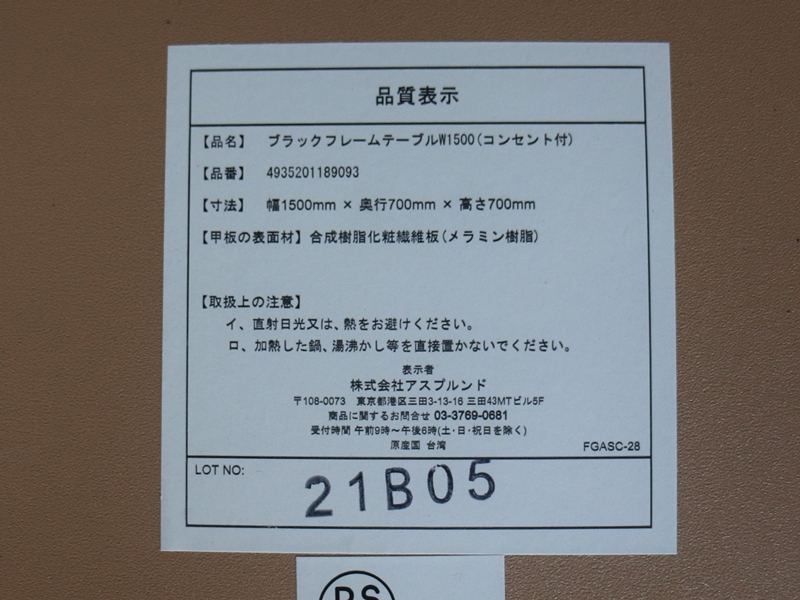 品質表示
【品名】 ブラックフレームテーブルW1500(コンセント付)
【品番】 4935201189093
【寸法】 幅1500mm × 奥行700mm × 高さ700mm
【甲板の表面材】合成樹脂化粧繊維板(メラミン樹脂)
【取扱上の注意】
イ、直射日光又は、熱をお避けください。
ロ、加熱した鍋、湯沸かし等を直接置かないでください。
表示者
株式会社アスプルンド
〒108-0073 東京都港区三田3-13-16 三田43MTビル5F
商品に関するお問合せ 03-3769-0681
受付時間 午前9時～午後6時(土・日・祝日を除く)
原産国 台湾
FGASC-28
LOT NO:
21B05
PS